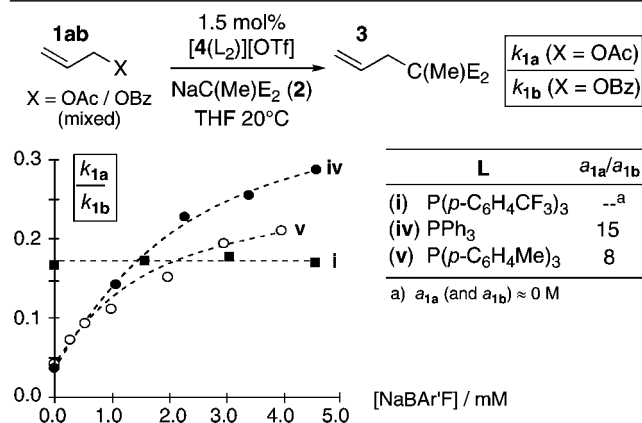 1ab
X
X = OAc / OBz
(mixed)
1.5 mol%
[4(L₂)][OTf]
NaC(Me)E₂ (2)
THF 20°C
3
C(Me)E₂
k1a (X = OAc)
k1b (X = OBz)
0.3
0.2
0.1
0.0
k1a
k1b
iv
v
i
0.0 1.0 2.0 3.0 4.0 5.0
[NaBAr'F] / mM
L a1a/a1b
(i) P(p-C₆H₄CF₃)₃ --ᵃ
(iv) PPh₃ 15
(v) P(p-C₆H₄Me)₃ 8
a) a1a (and a1b) ≈ 0 M